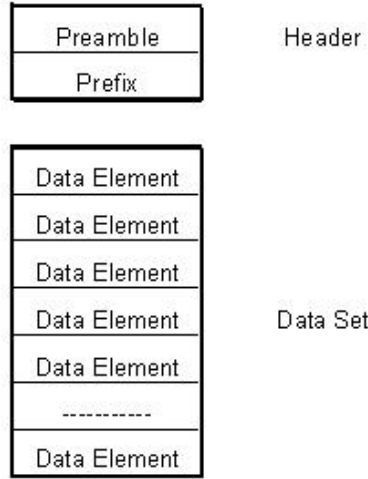 Preamble Header
Prefix
Data Element
Data Element
Data Element
Data Element Data Set
Data Element
-----------
Data Element